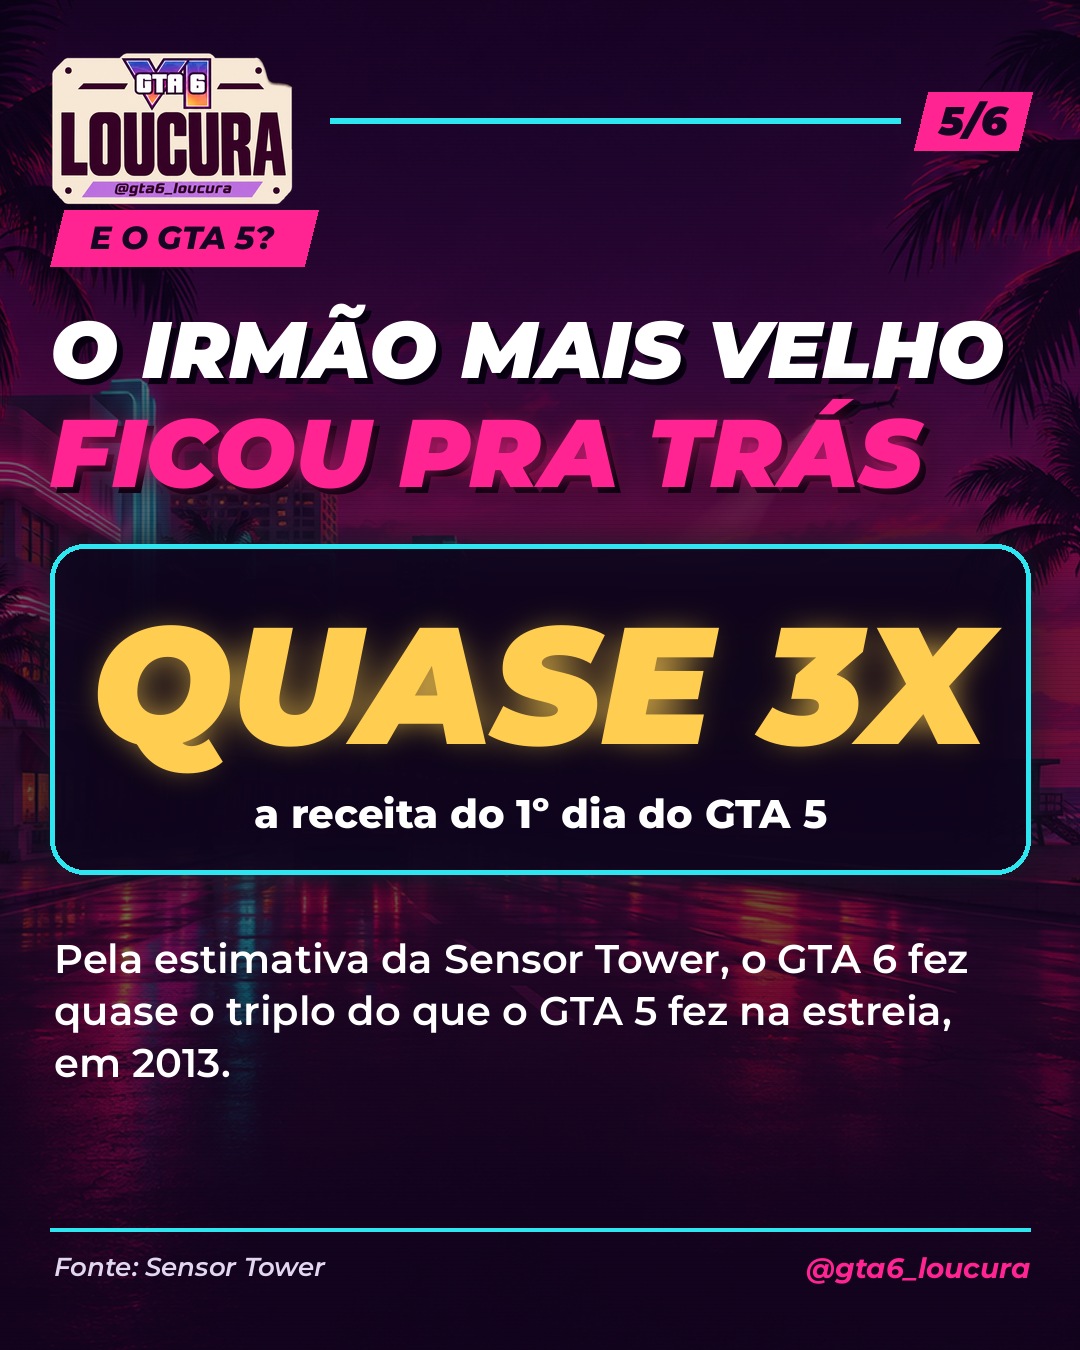 GTA 6
LOUCURA
@gta6_loucura
5/6
E O GTA 5?
O IRMÃO MAIS VELHO
FICOU PRA TRÁS
QUASE 3X
a receita do 1º dia do GTA 5
Pela estimativa da Sensor Tower, o GTA 6 fez
quase o triplo do que o GTA 5 fez na estreia,
em 2013.
Fonte: Sensor Tower
@gta6_loucura